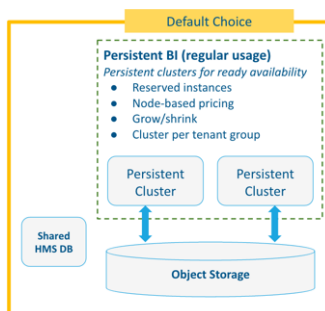 Default Choice
Persistent BI (regular usage)
Persistent clusters for ready availability
● Reserved instances
● Node-based pricing
● Grow/shrink
● Cluster per tenant group
Persistent
Cluster
Persistent
Cluster
Shared
HMS DB
Object Storage